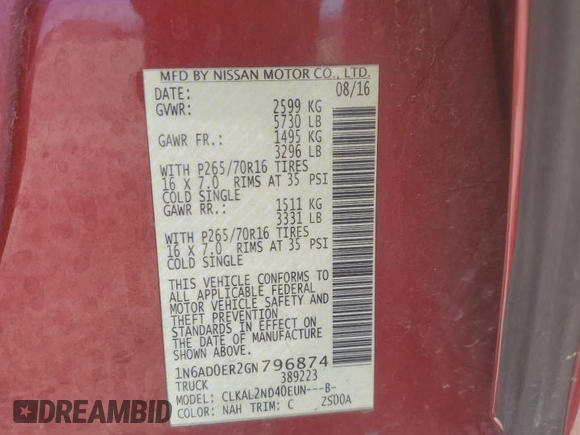 MFD BY NISSAN MOTOR CO., LTD.
DATE: 08/16
GVWR: 2599 KG
5730 LB
GAWR FR.: 1495 KG
3296 LB
WITH P265/70R16 TIRES
16 X 7.0 RIMS AT 35 PSI
COLD SINGLE
GAWR RR.: 1511 KG
3331 LB
WITH P265/70R16 TIRES
16 X 7.0 RIMS AT 35 PSI
COLD SINGLE
THIS VEHICLE CONFORMS TO
ALL APPLICABLE FEDERAL
MOTOR VEHICLE SAFETY AND
THEFT PREVENTION
STANDARDS IN EFFECT ON
THE DATE OF MANUFACTURE
SHOWN ABOVE.
1N6AD0ER2GN796874
TRUCK 389223
MODEL: CLKAL2ND40EUN---B-
COLOR: NAH TRIM: C ZS00A
EPICBID
AUTO INSIGHTS